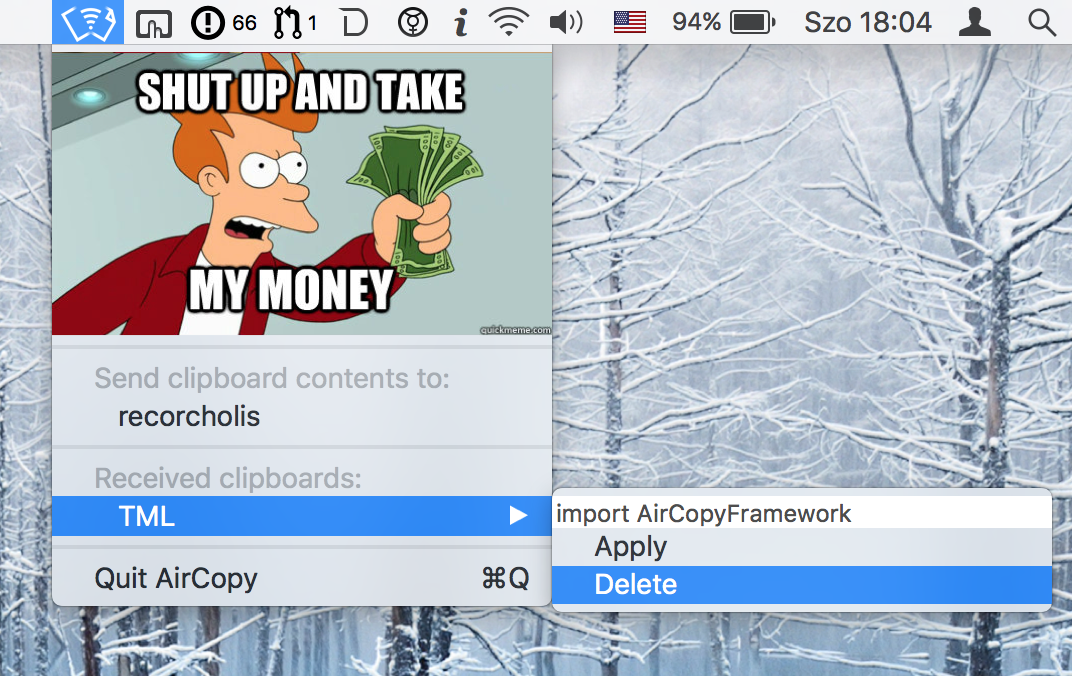 66 1 D i 94% Szo 18:04
SHUT UP AND TAKE
MY MONEY
quickmeme.com
Send clipboard contents to:
recorcholis
Received clipboards:
TML
import AirCopyFramework
Apply
Delete
Quit AirCopy ⌘Q